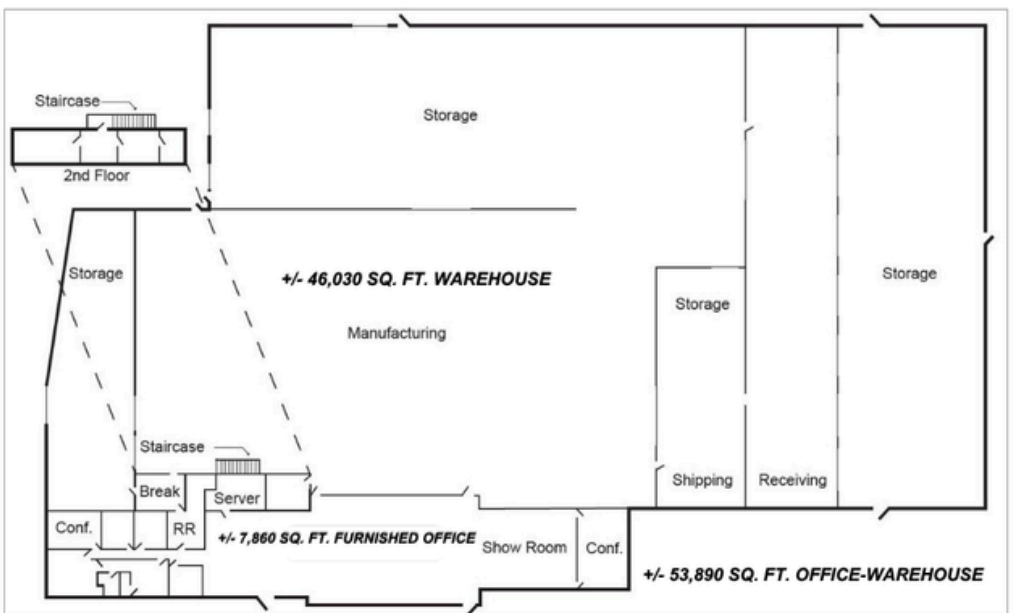 Staircase
Storage
2nd Floor
Storage
+/- 46,030 SQ. FT. WAREHOUSE
Storage
Storage
Manufacturing
Staircase
Break
Server
Shipping
Receiving
Conf.
RR
+/- 7,860 SQ. FT. FURNISHED OFFICE
Show Room
Conf.
+/- 53,890 SQ. FT. OFFICE-WAREHOUSE